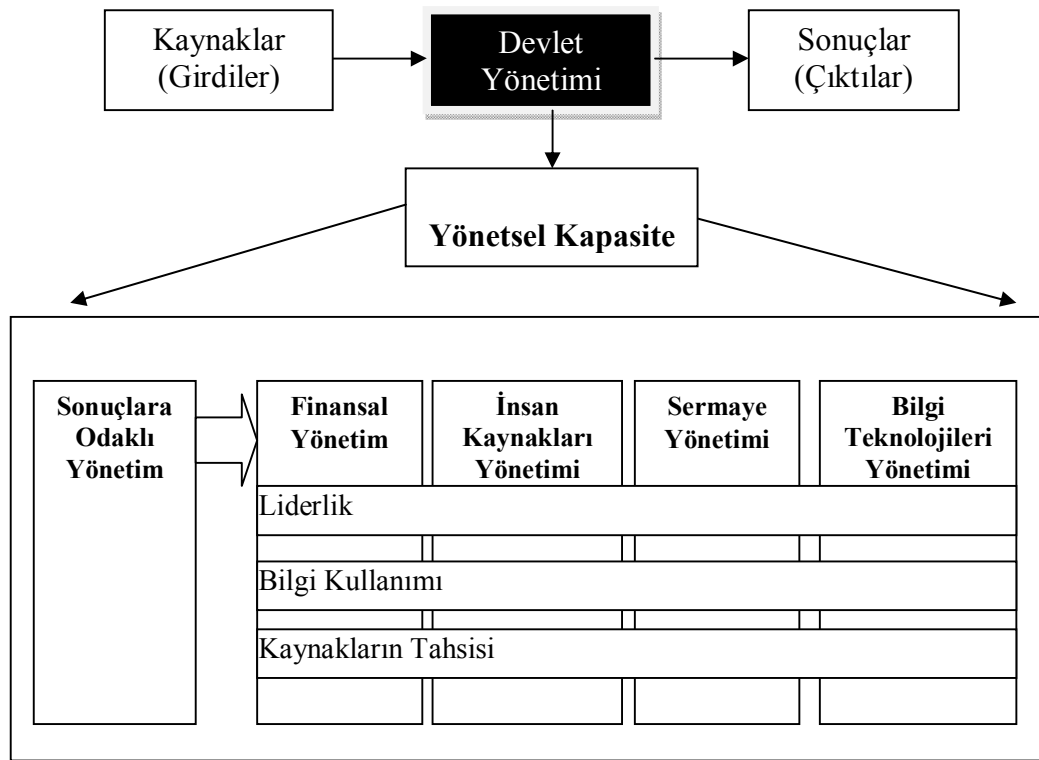 Kaynaklar
(Girdiler)
Devlet
Yönetimi
Sonuçlar
(Çıktılar)
Yönetsel Kapasite
Sonuçlara
Odaklı
Yönetim
Finansal
Yönetim
İnsan
Kaynakları
Yönetimi
Sermaye
Yönetimi
Bilgi
Teknolojileri
Yönetimi
Liderlik
Bilgi Kullanımı
Kaynakların Tahsisi